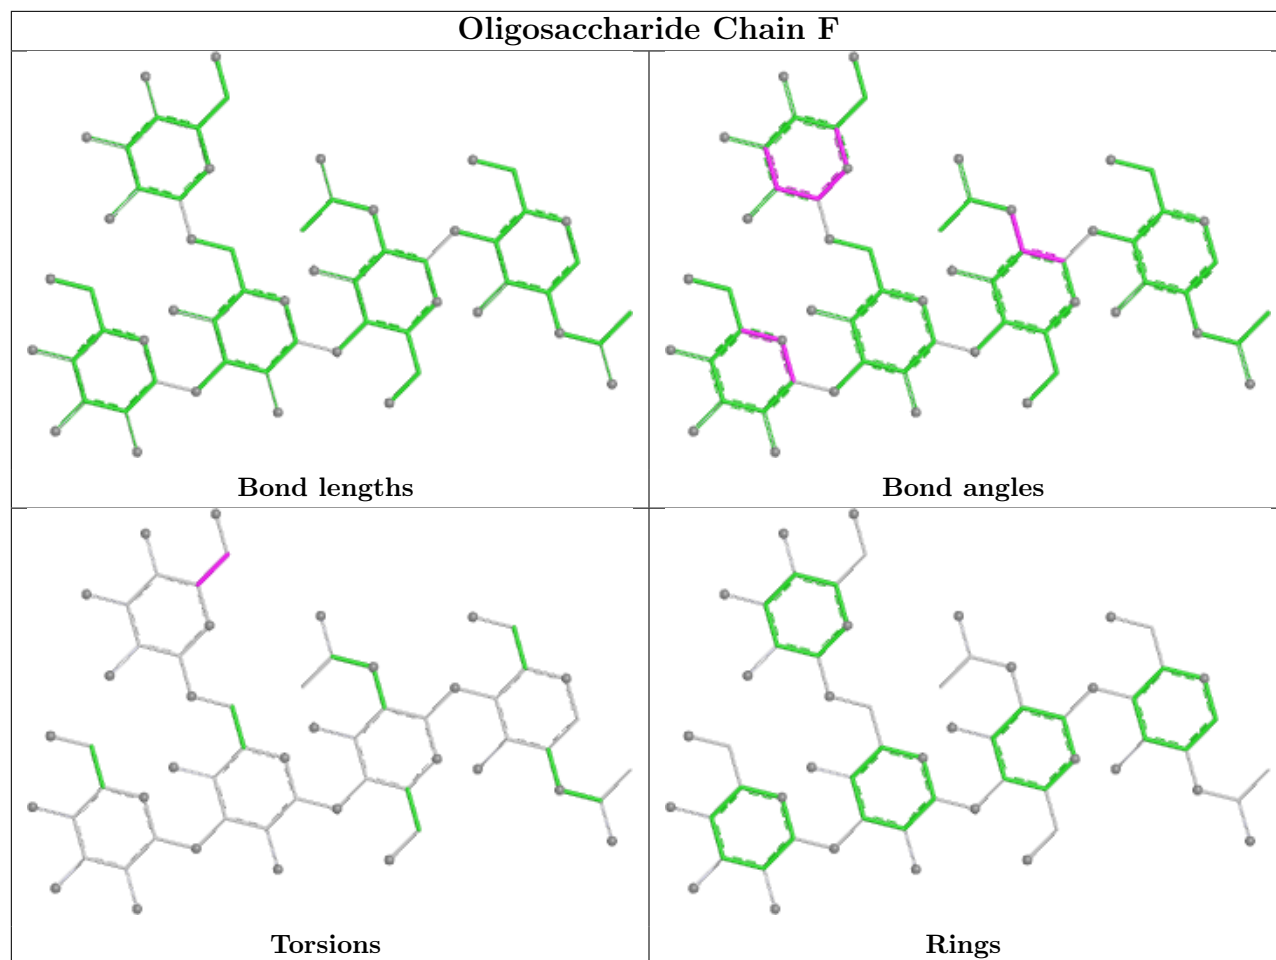 Oligosaccharide Chain F
Bond lengths
Bond angles
Torsions
Rings